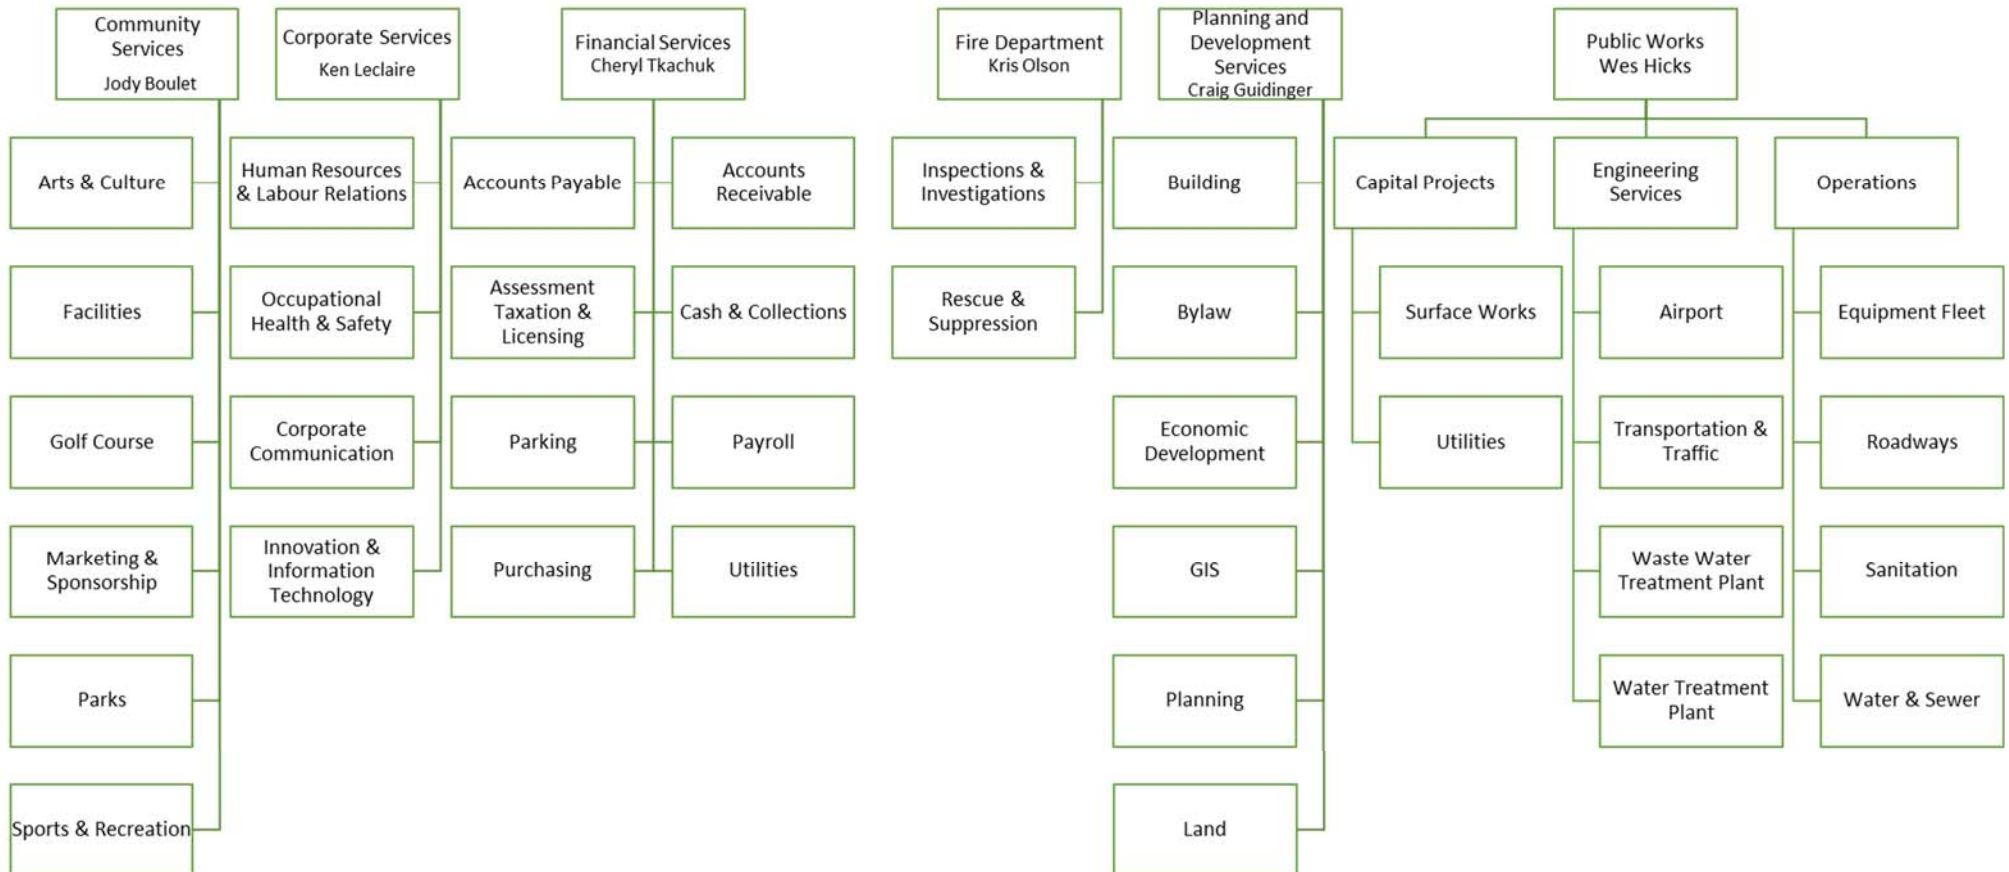 Community
Services
Jody Boulet
Corporate Services
Ken Leclaire
Financial Services
Cheryl Tkachuk
Fire Department
Kris Olson
Planning and
Development
Services
Craig Guidinger
Public Works
Wes Hicks
Arts & Culture
Human Resources
& Labour Relations
Accounts Payable
Accounts
Receivable
Inspections &
Investigations
Building
Capital Projects
Engineering
Services
Operations
Facilities
Occupational
Health & Safety
Assessment
Taxation &
Licensing
Cash & Collections
Rescue &
Suppression
Bylaw
Surface Works
Airport
Equipment Fleet
Golf Course
Corporate
Communication
Parking
Payroll
Economic
Development
Utilities
Transportation &
Traffic
Roadways
Marketing &
Sponsorship
Innovation &
Information
Technology
Purchasing
Utilities
GIS
Waste Water
Treatment Plant
Sanitation
Parks
Planning
Water Treatment
Plant
Water & Sewer
Sports & Recreation
Land